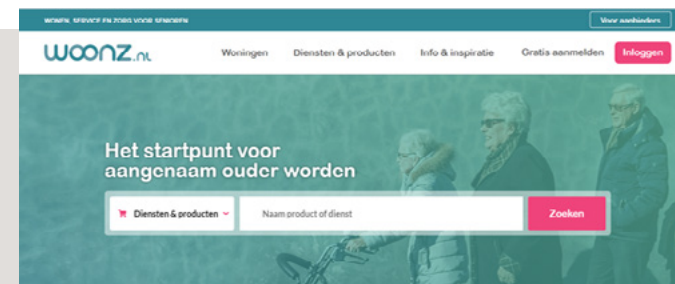 WONEN, SERVICE EN ZORG VOOR SENIOREN
Voor aanbieders
woonz.nl
Woningen
Diensten & producten
Info & inspiratie
Gratis aanmelden
Inloggen
Het startpunt voor
aangenaam ouder worden
Diensten & producten
Naam product of dienst
Zoeken